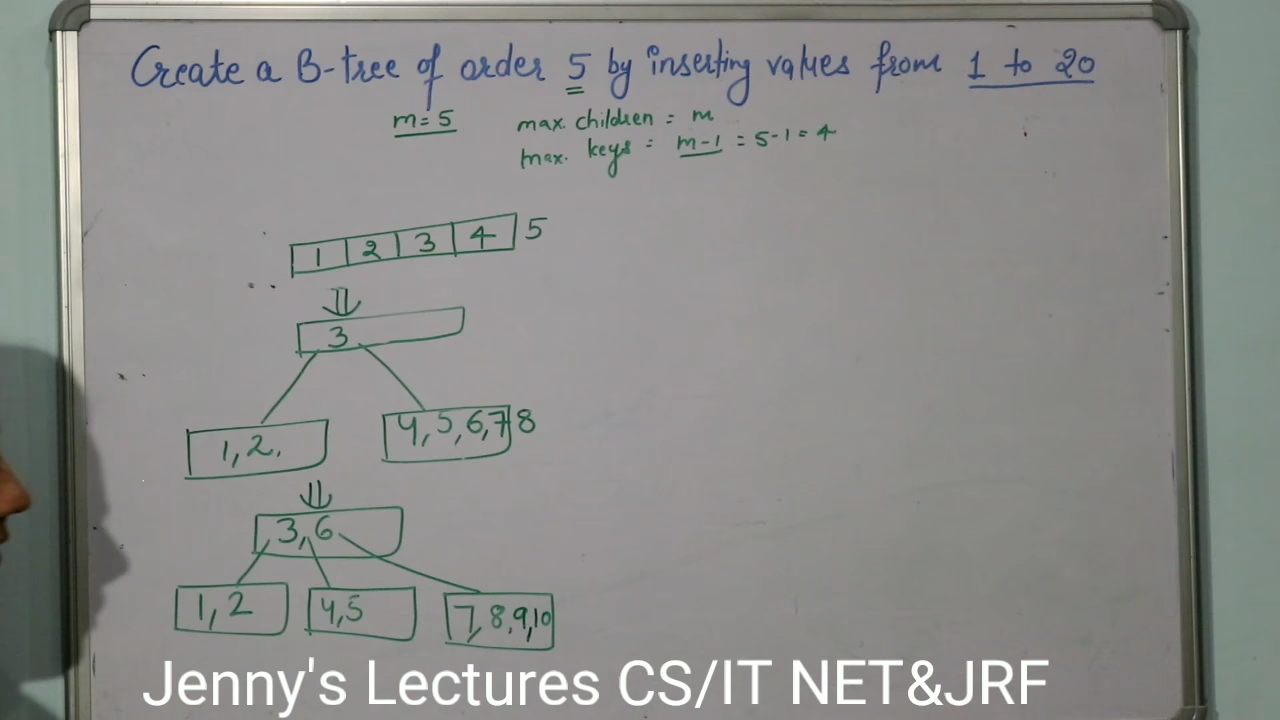 Create a B-tree of order 5 by inserting values from 1 to 20
m=5 max. children = m
max. keys = m-1 = 5-1 = 4
1 2 3 4 5
3
1,2, 4,5,6,7 8
3,6
1,2 4,5 7,8,9,10
Jenny's Lectures CS/IT NET&JRF